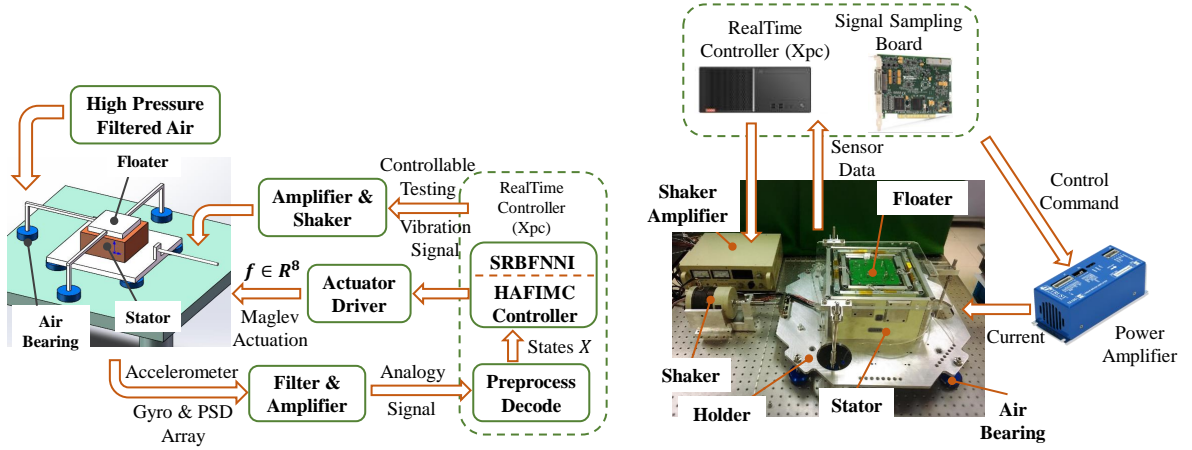 High Pressure
Filtered Air
Floater
Stator
Air
Bearing
Amplifier &
Shaker
Controllable
Testing
Vibration
Signal
RealTime
Controller
(Xpc)
SRBFNNI
HAFIMC
Controller
f ∈ R⁸
Maglev
Actuation
Actuator
Driver
States X
Accelerometer
Gyro & PSD
Array
Filter &
Amplifier
Analogy
Signal
Preprocess
Decode
RealTime
Controller (Xpc)
Signal Sampling
Board
Sensor
Data
Control
Command
Shaker
Amplifier
Floater
Shaker
Holder
Stator
Air
Bearing
Current
Power
Amplifier